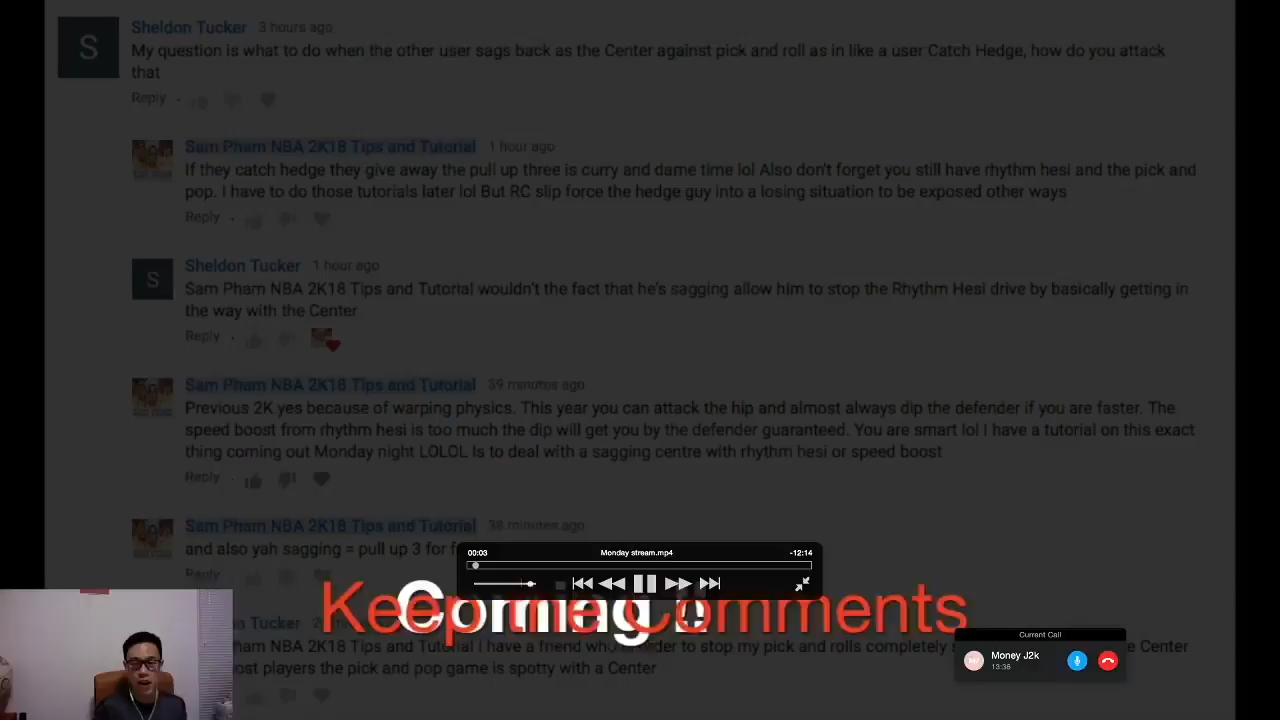 Sheldon Tucker 3 hours ago
S
My question is what to do when the other user sags back as the Center against pick and roll as in like a user Catch Hedge, how do you attack
that
Reply
Sam Pham NBA 2K18 Tips and Tutorial 1 hour ago
If they catch hedge they give away the pull up three is curry and dame time lol Also don't forget you still have rhythm hesi and the pick and
pop. I have to do those tutorials later lol But RC slip force the hedge guy into a losing situation to be exposed other ways
Reply
Sheldon Tucker 1 hour ago
S
Sam Pham NBA 2K18 Tips and Tutorial wouldn't the fact that he's sagging allow him to stop the Rhythm Hesi drive by basically getting in
the way with the Center
Reply
Sam Pham NBA 2K18 Tips and Tutorial 39 minutes ago
Previous 2K yes because of warping physics. This year you can attack the hip and almost always dip the defender if you are faster. The
speed boost from rhythm hesi is too much the dip will get you by the defender guaranteed. You are smart lol I have a tutorial on this exact
thing coming out Monday night LOLOL Is to deal with a sagging centre with rhythm hesi or speed boost
Reply
Sam Pham NBA 2K18 Tips and Tutorial 38 minutes ago
and also yah sagging = pull up 3 for
00:03 Monday stream.mp4 -12:14
Reply
Keep the Comments
Coming
Tucker
NBA 2K18 Tips and Tutorial I have a friend who is
order to stop my pick and rolls completely
Center
players the pick and pop game is spotty with a Center
Current Call
Money J2k
13:36